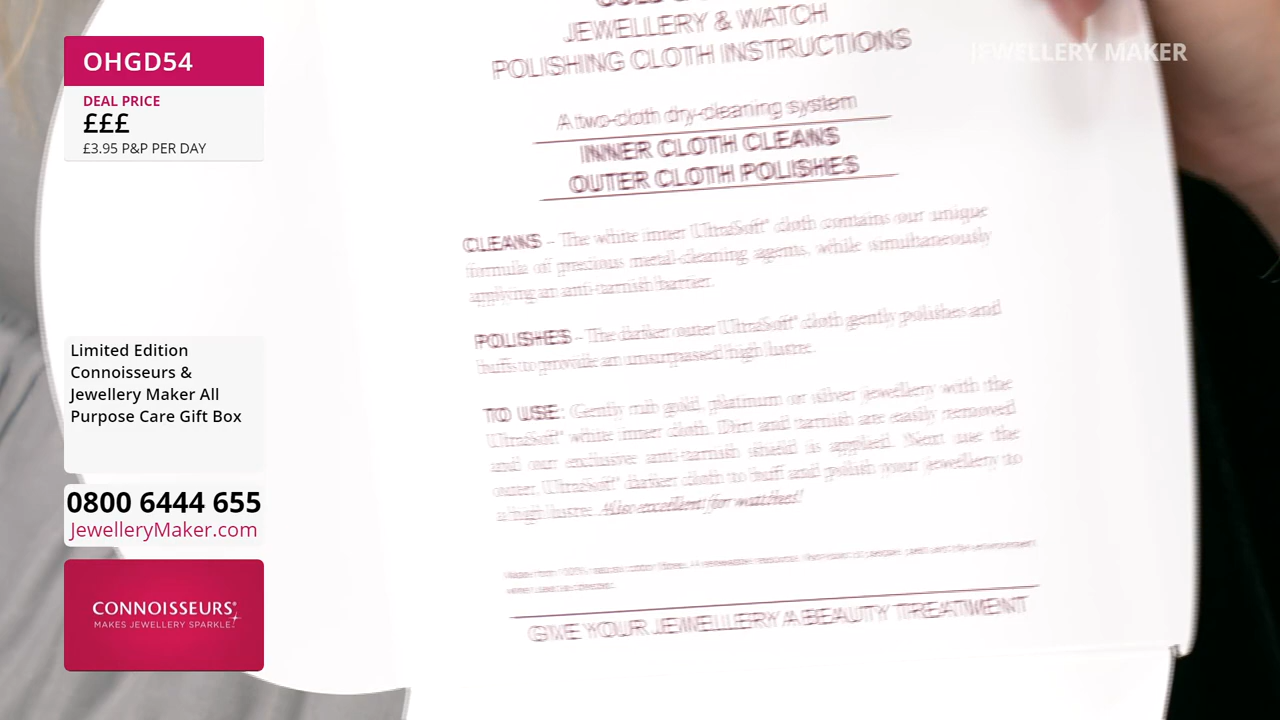 OHGD54
DEAL PRICE
£££
£3.95 P&P PER DAY
Limited Edition
Connoisseurs &
Jewellery Maker All
Purpose Care Gift Box
0800 6444 655
JewelleryMaker.com
CONNOISSEURS®
MAKES JEWELLERY SPARKLE!
JEWELLERY MAKER
JEWELLERY & WATCH
POLISHING CLOTH INSTRUCTIONS
A two-cloth dry-cleaning system
INNER CLOTH CLEANS
OUTER CLOTH POLISHES
CLEANS – The white inner UltraSoft® cloth contains our unique
formula of precious metal-cleaning agents, while simultaneously
applying an anti-tarnish barrier.
POLISHES – The darker outer UltraSoft® cloth gently polishes and
buffs to provide an unsurpassed high lustre.
TO USE: Gently rub gold, platinum or silver jewellery with the
UltraSoft® white inner cloth. Dirt and tarnish are easily removed
and our exclusive anti-tarnish shield is applied. Next use the
outer, UltraSoft® darker cloth to buff and polish your jewellery to
a high lustre. Also excellent for watches!
GIVE YOUR JEWELLERY A BEAUTY TREATMENT